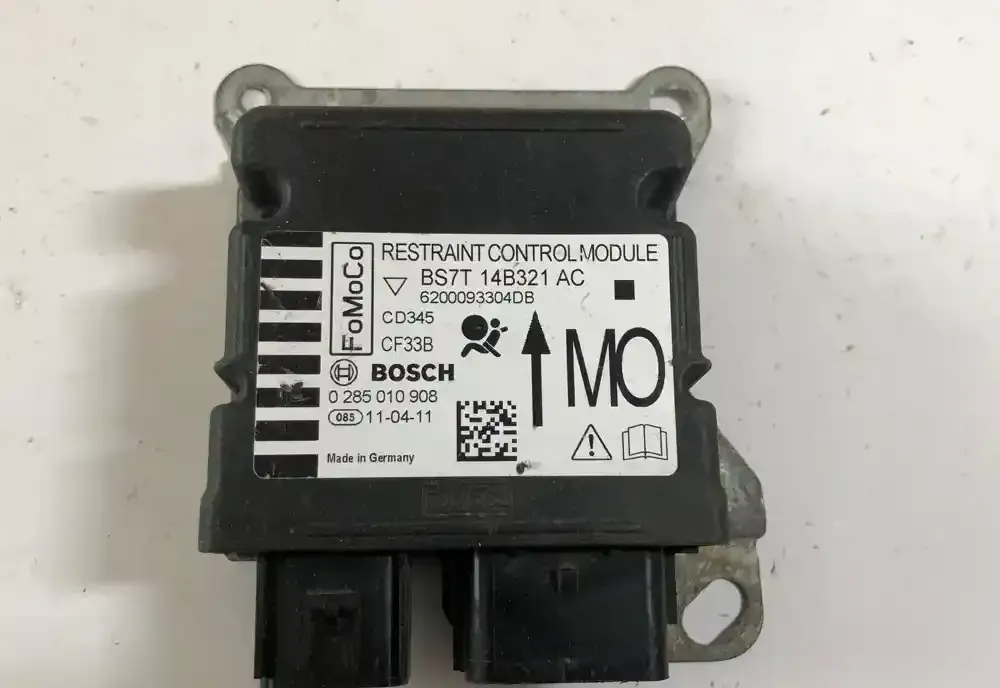 FoMoCo
RESTRAINT CONTROL MODULE
BS7T 14B321 AC
6200093304DB
CD345
CF33B
BOSCH
0 285 010 908
085 11-04-11
Made in Germany
MO